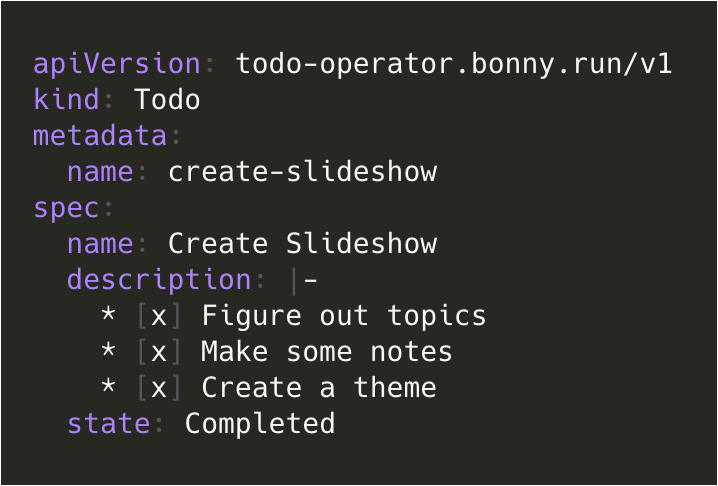 apiVersion: todo-operator.bonny.run/v1
kind: Todo
metadata:
  name: create-slideshow
spec:
  name: Create Slideshow
  description: |-
    * [x] Figure out topics
    * [x] Make some notes
    * [x] Create a theme
  state: Completed